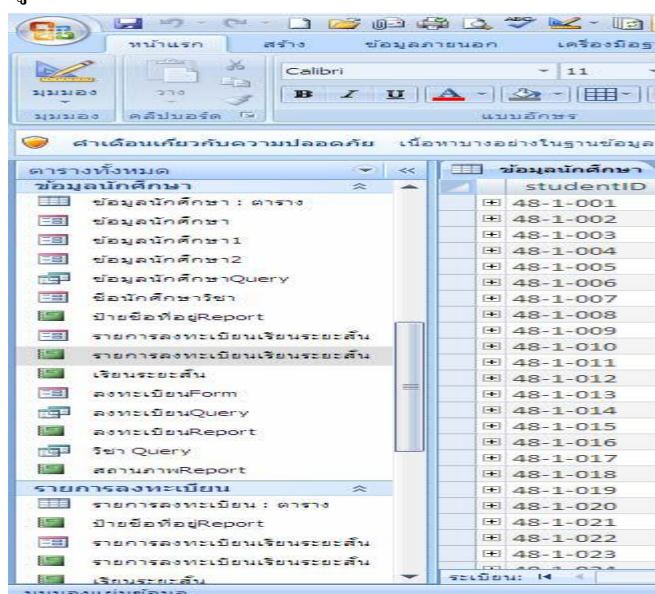 หน้าแรก สร้าง ข้อมูลภายนอก เครื่องมือฐ
มุมมอง วาง Calibri 11
B I U A
มุมมอง คลิปบอร์ด แบบอักษร
คำเตือนเกี่ยวกับความปลอดภัย เนื้อหาบางอย่างในฐานข้อมูล
ตารางทั้งหมด
ข้อมูลนักศึกษา
ข้อมูลนักศึกษา : ตาราง
ข้อมูลนักศึกษา
ข้อมูลนักศึกษา1
ข้อมูลนักศึกษา2
ข้อมูลนักศึกษาQuery
ชื่อนักศึกษาวิชา
ป้ายชื่อที่อยู่Report
รายการลงทะเบียนเรียนระยะสั้น
รายการลงทะเบียนเรียนระยะสั้น
เรียนระยะสั้น
ลงทะเบียนForm
ลงทะเบียนQuery
ลงทะเบียนReport
วิชา Query
สถานภาพReport
รายการลงทะเบียน
รายการลงทะเบียน : ตาราง
ป้ายชื่อที่อยู่Report
รายการลงทะเบียนเรียนระยะสั้น
รายการลงทะเบียนเรียนระยะสั้น
เรียนระยะสั้น
ข้อมูลนักศึกษา
studentID
48-1-001
48-1-002
48-1-003
48-1-004
48-1-005
48-1-006
48-1-007
48-1-008
48-1-009
48-1-010
48-1-011
48-1-012
48-1-013
48-1-014
48-1-015
48-1-016
48-1-017
48-1-018
48-1-019
48-1-020
48-1-021
48-1-022
48-1-023
ระเบียน: